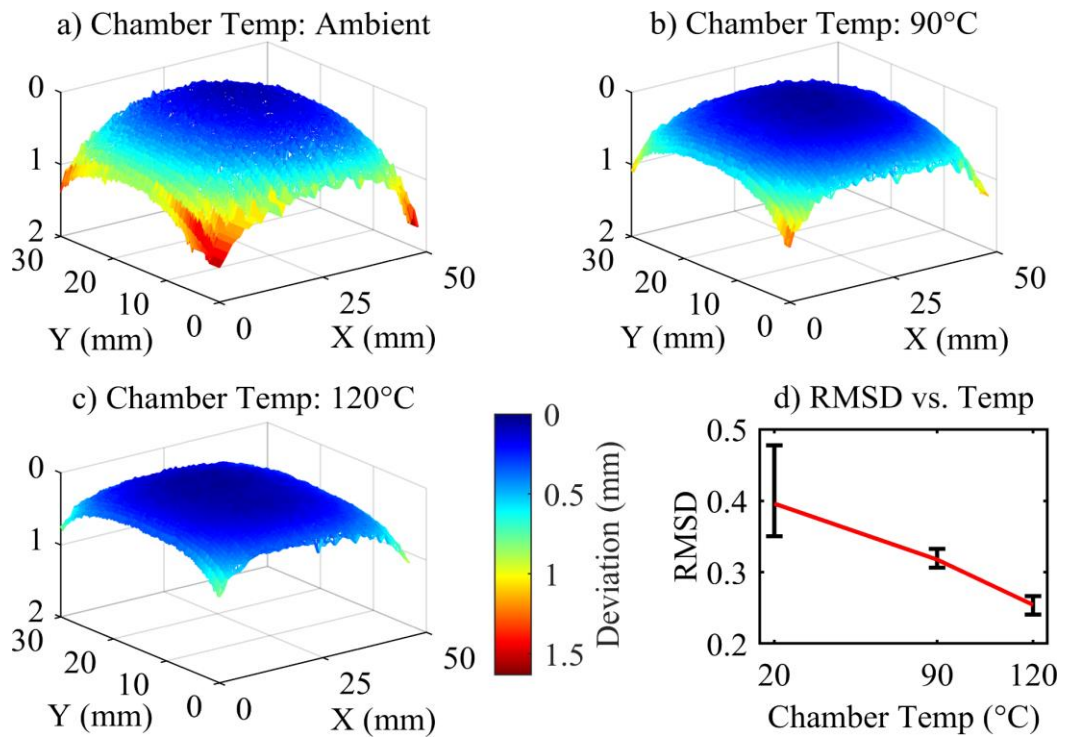 a) Chamber Temp: Ambient
0
1
2
30
20
10
0
Y (mm)
0
25
50
X (mm)
b) Chamber Temp: 90°C
0
1
2
30
20
10
0
Y (mm)
0
25
50
X (mm)
c) Chamber Temp: 120°C
0
1
2
30
20
10
0
Y (mm)
0
25
50
X (mm)
0
0.5
1
1.5
Deviation (mm)
d) RMSD vs. Temp
0.5
0.4
0.3
0.2
RMSD
20 90 120
Chamber Temp (°C)